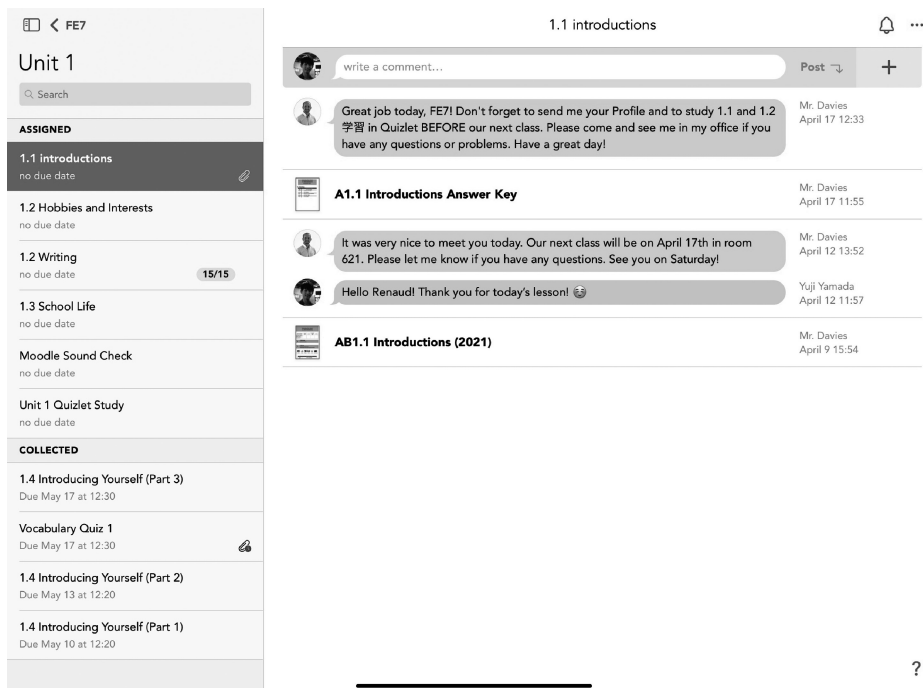 FE7
Unit 1
Search
ASSIGNED
1.1 introductions
no due date
1.2 Hobbies and Interests
no due date
1.2 Writing
no due date
15/15
1.3 School Life
no due date
Moodle Sound Check
no due date
Unit 1 Quizlet Study
no due date
COLLECTED
1.4 Introducing Yourself (Part 3)
Due May 17 at 12:30
Vocabulary Quiz 1
Due May 17 at 12:30
1.4 Introducing Yourself (Part 2)
Due May 13 at 12:20
1.4 Introducing Yourself (Part 1)
Due May 10 at 12:20
1.1 introductions
write a comment...
Post
Great job today, FE7! Don't forget to send me your Profile and to study 1.1 and 1.2
学習 in Quizlet BEFORE our next class. Please come and see me in my office if you
have any questions or problems. Have a great day!
Mr. Davies
April 17 12:33
A1.1 Introductions Answer Key
Mr. Davies
April 17 11:55
It was very nice to meet you today. Our next class will be on April 17th in room
621. Please let me know if you have any questions. See you on Saturday!
Mr. Davies
April 12 13:52
Hello Renaud! Thank you for today's lesson! 😂
Yuji Yamada
April 12 11:57
AB1.1 Introductions (2021)
Mr. Davies
April 9 15:54
?